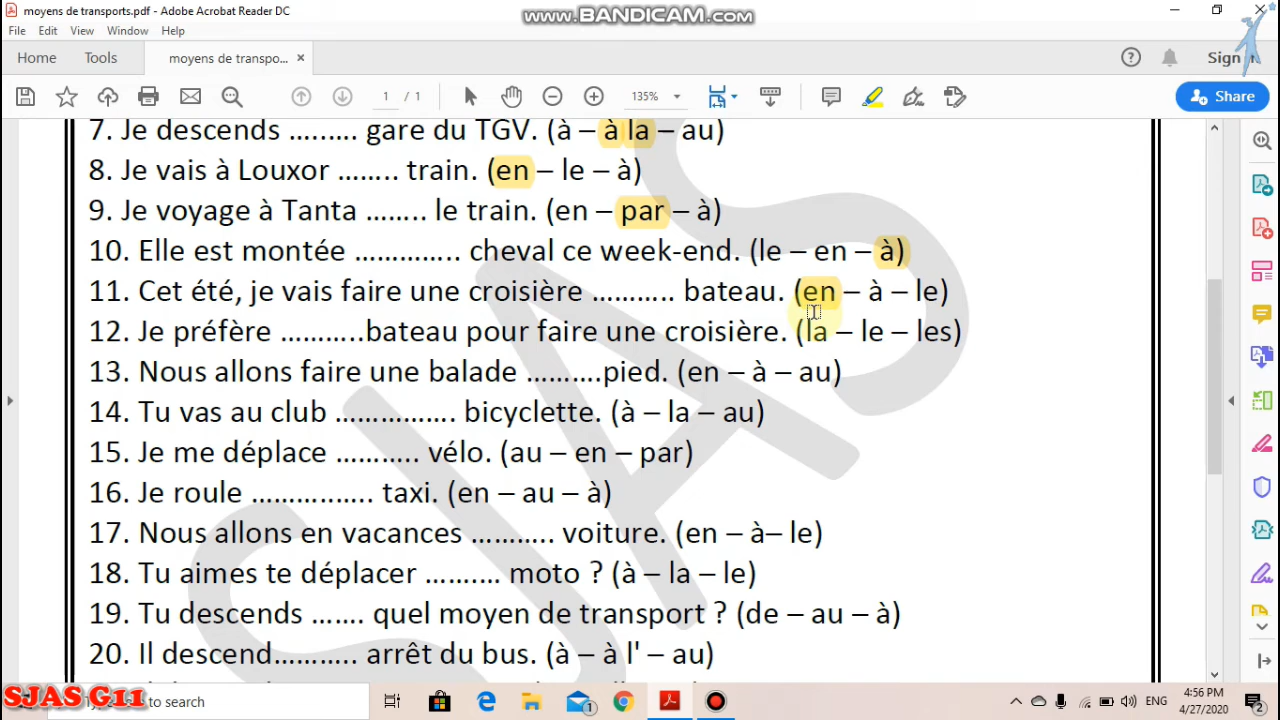 moyens de transports.pdf - Adobe Acrobat Reader DC
www.BANDICAM.com
File Edit View Window Help
Home Tools moyens de transpo... × Sign In
1 / 1 135% Share
7. Je descends ......... gare du TGV. (à – à la – au)
8. Je vais à Louxor ........ train. (en – le – à)
9. Je voyage à Tanta ........ le train. (en – par – à)
10. Elle est montée .............. cheval ce week-end. (le – en – à)
11. Cet été, je vais faire une croisière ........... bateau. (en – à – le)
12. Je préfère ...........bateau pour faire une croisière. (la – le – les)
13. Nous allons faire une balade ..........pied. (en – à – au)
14. Tu vas au club ................ bicyclette. (à – la – au)
15. Je me déplace ........... vélo. (au – en – par)
16. Je roule ................ taxi. (en – au – à)
17. Nous allons en vacances ........... voiture. (en – à– le)
18. Tu aimes te déplacer .......... moto ? (à – la – le)
19. Tu descends ....... quel moyen de transport ? (de – au – à)
20. Il descend........... arrêt du bus. (à – à l' – au)
SJAS
SJAS G11
to search
ENG
4:56 PM
4/27/2020
1
2